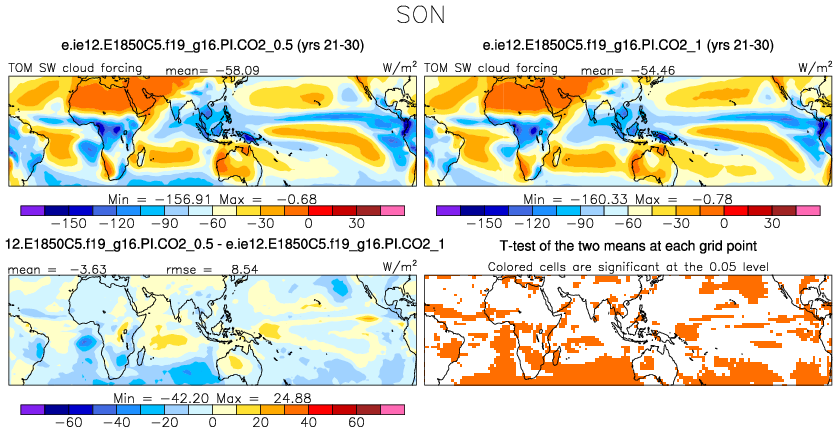 SON
e.ie12.E1850C5.f19_g16.PI.CO2_0.5 (yrs 21-30)
TOM SW cloud forcing mean= -58.09 W/m²
Min = -156.91 Max = -0.68
-150 -120 -90 -60 -30 0 30
e.ie12.E1850C5.f19_g16.PI.CO2_1 (yrs 21-30)
TOM SW cloud forcing mean= -54.46 W/m²
Min = -160.33 Max = -0.78
-150 -120 -90 -60 -30 0 30
12.E1850C5.f19_g16.PI.CO2_0.5 - e.ie12.E1850C5.f19_g16.PI.CO2_1
mean = -3.63 rmse = 8.54 W/m²
Min = -42.20 Max = 24.88
-60 -40 -20 0 20 40 60
T-test of the two means at each grid point
Colored cells are significant at the 0.05 level